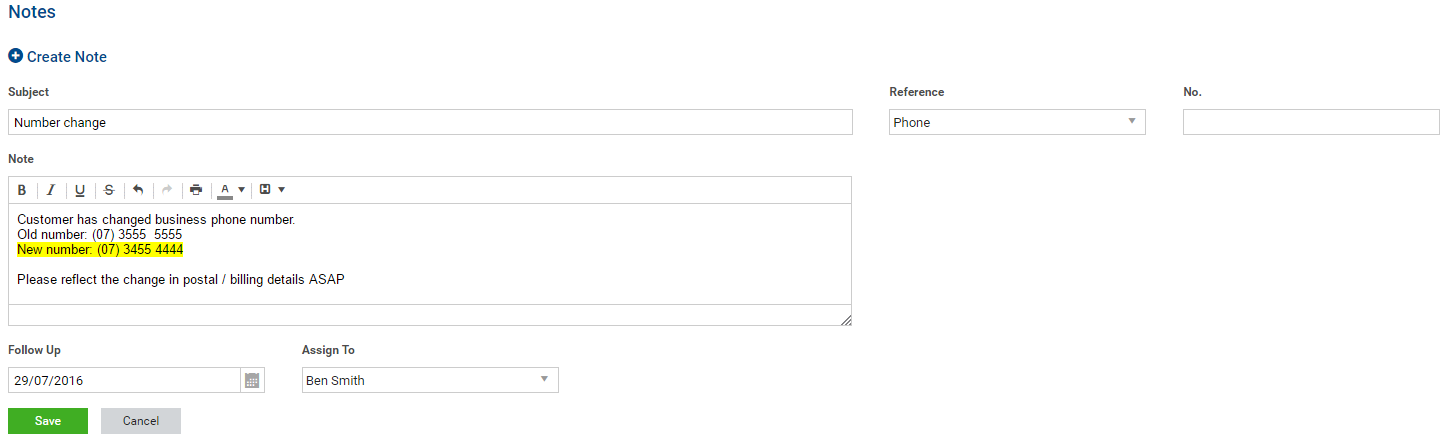 Notes
Create Note
Subject
Reference
No.
Number change
Phone
Note
B I U S A H
Customer has changed business phone number.
Old number: (07) 3555  5555
New number: (07) 3455 4444
Please reflect the change in postal / billing details ASAP
Follow Up
Assign To
29/07/2016
Ben Smith
Save
Cancel